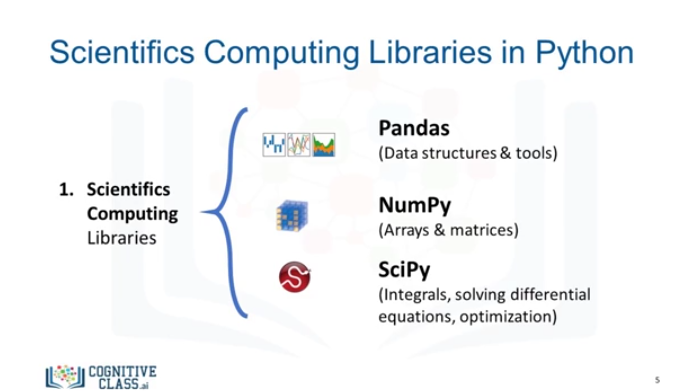 Scientifics Computing Libraries in Python
1. Scientifics
Computing
Libraries
Pandas
(Data structures & tools)
NumPy
(Arrays & matrices)
SciPy
(Integrals, solving differential
equations, optimization)
COGNITIVE
CLASS.ai
5